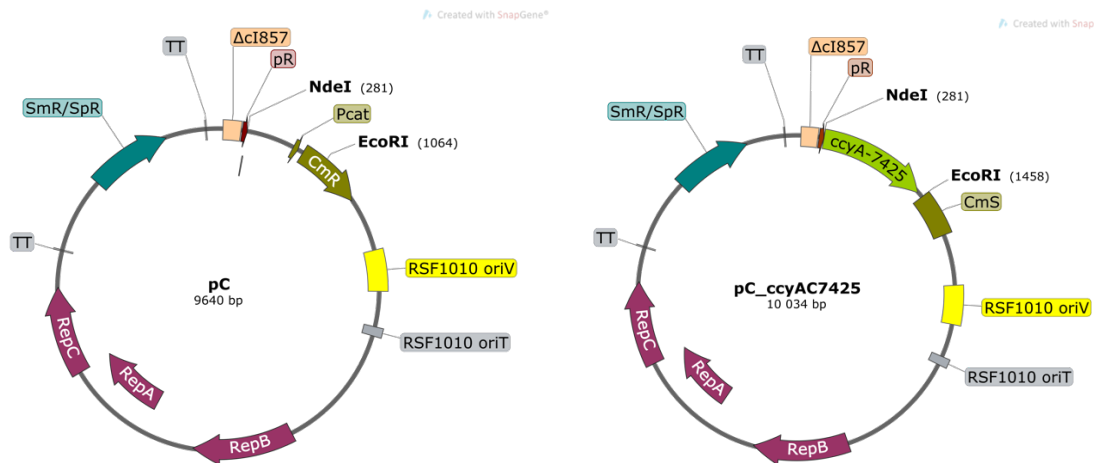 Created with SnapGene®
ΔcI857
TT
pR
NdeI (281)
Pcat
SmR/SpR
EcoRI (1064)
CmR
TT
pC
9640 bp
RSF1010 oriV
RSF1010 oriT
RepC
RepA
RepB
Created with Snap
ΔcI857
TT
pR
NdeI (281)
SmR/SpR
ccyA-7425
EcoRI (1458)
CmS
TT
pC_ccyAC7425
10 034 bp
RSF1010 oriV
RSF1010 oriT
RepC
RepA
RepB